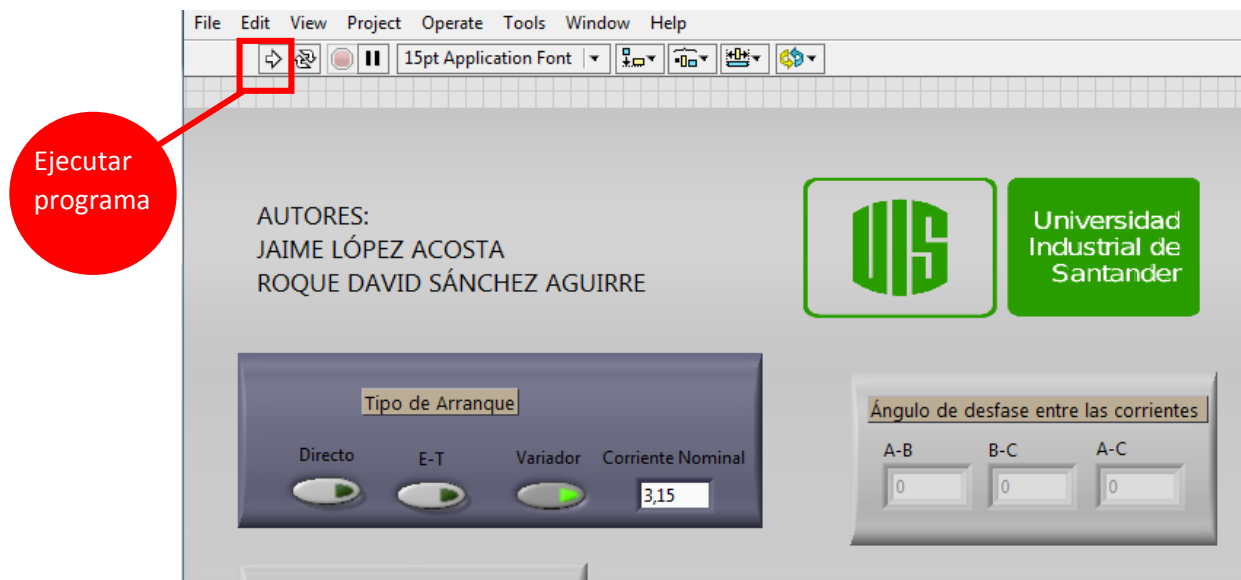 File Edit View Project Operate Tools Window Help
15pt Application Font
Ejecutar
programa
AUTORES:
JAIME LÓPEZ ACOSTA
ROQUE DAVID SÁNCHEZ AGUIRRE
UIS
Universidad
Industrial de
Santander
Tipo de Arranque
Directo E-T Variador Corriente Nominal
3,15
Ángulo de desfase entre las corrientes
A-B B-C A-C
0 0 0